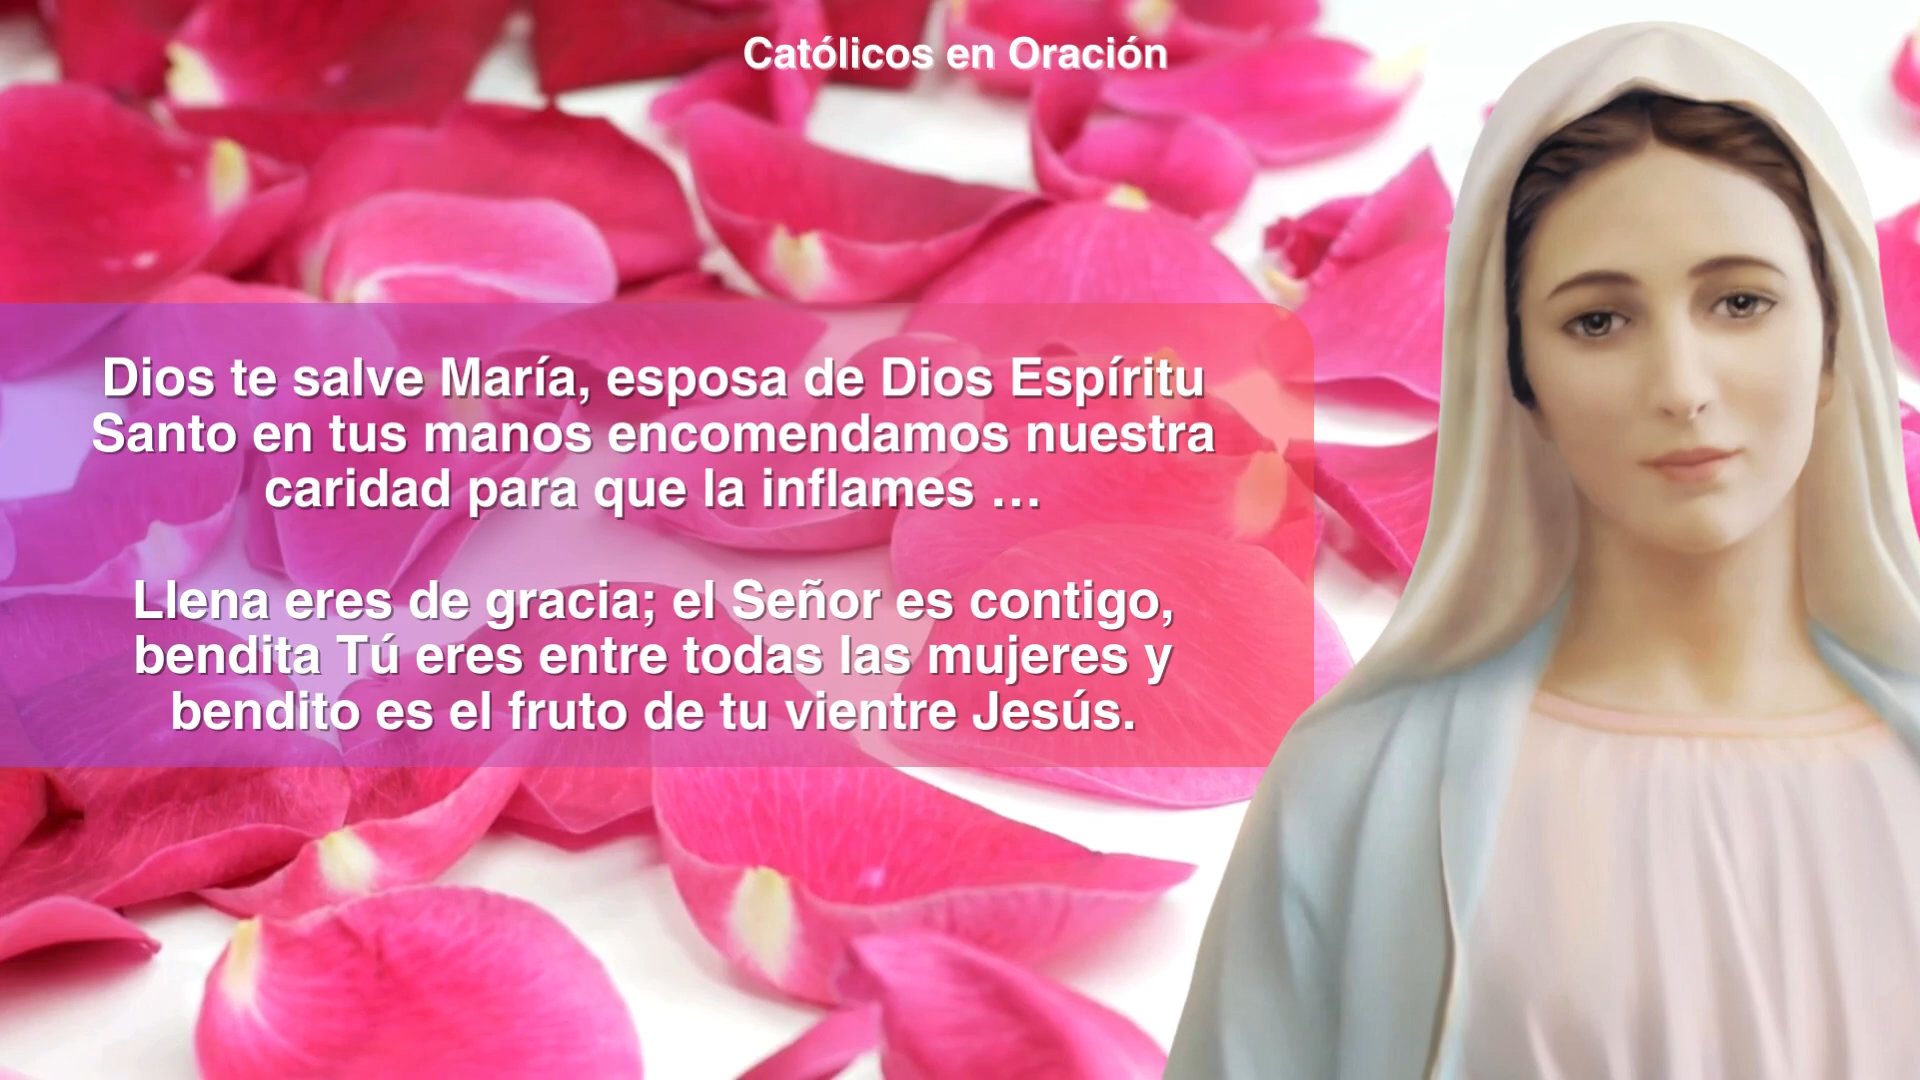 Católicos en Oración
Dios te salve María, esposa de Dios Espíritu
Santo en tus manos encomendamos nuestra
caridad para que la inflames …
Llena eres de gracia; el Señor es contigo,
bendita Tú eres entre todas las mujeres y
bendito es el fruto de tu vientre Jesús.